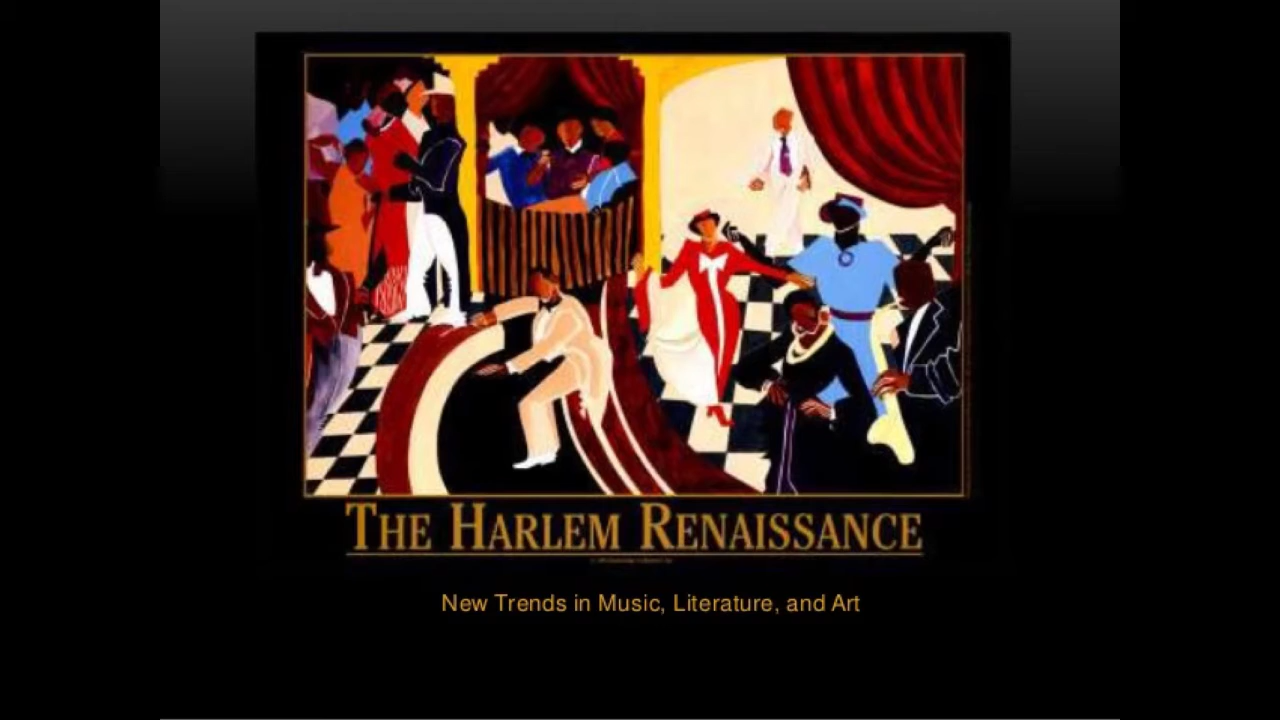 THE HARLEM RENAISSANCE
New Trends in Music, Literature, and Art